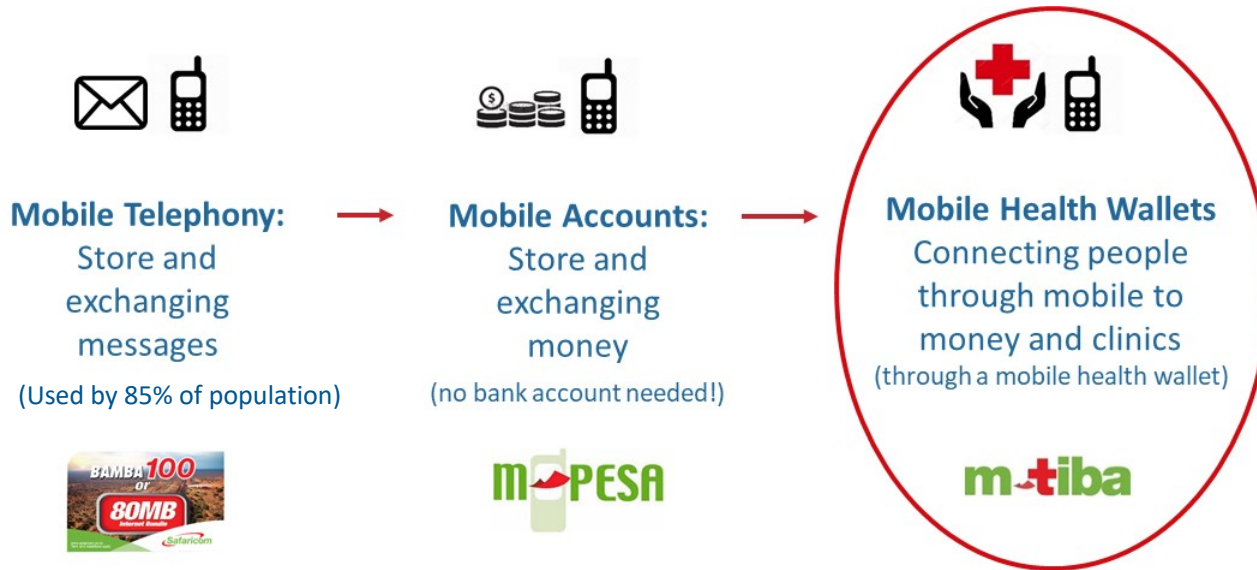 Mobile Telephony:
Store and
exchanging
messages
(Used by 85% of population)
BAMBA 100
or
80MB
Internet Bundle
Safaricom
Mobile Accounts:
Store and
exchanging
money
(no bank account needed!)
$
M-PESA
Mobile Health Wallets
Connecting people
through mobile to
money and clinics
(through a mobile health wallet)
m-tiba